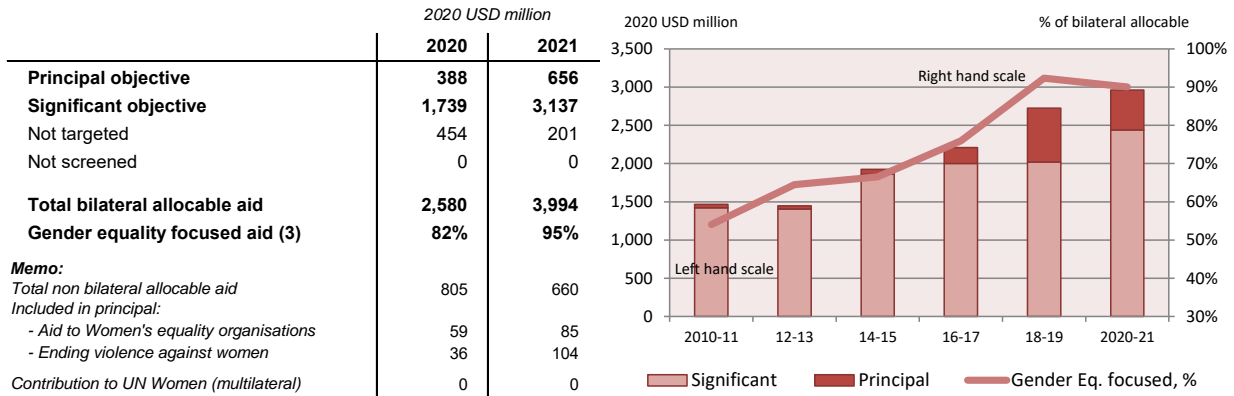 2020 USD million
2020 2021
Principal objective 388 656
Significant objective 1,739 3,137
Not targeted 454 201
Not screened 0 0
Total bilateral allocable aid 2,580 3,994
Gender equality focused aid (3) 82% 95%
Memo:
Total non bilateral allocable aid 805 660
Included in principal:
- Aid to Women's equality organisations 59 85
- Ending violence against women 36 104
Contribution to UN Women (multilateral) 0 0
2020 USD million % of bilateral allocable
3,500 100%
Right hand scale
3,000 90%
2,500 80%
2,000 70%
1,500 60%
1,000 50%
Left hand scale
500 40%
0 30%
2010-11 12-13 14-15 16-17 18-19 2020-21
Significant Principal Gender Eq. focused, %